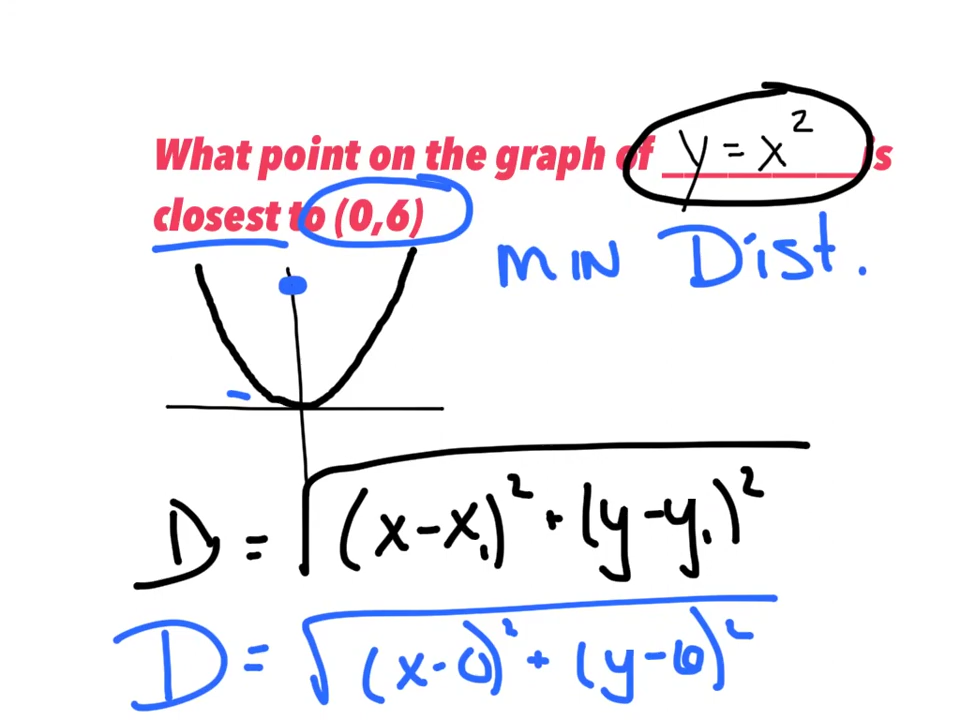 What point on the graph of y = x² is
closest to (0,6)
MIN Dist.
D = √(x-x₁)² + (y-y₁)²
D = √(x-0)² + (y-6)²